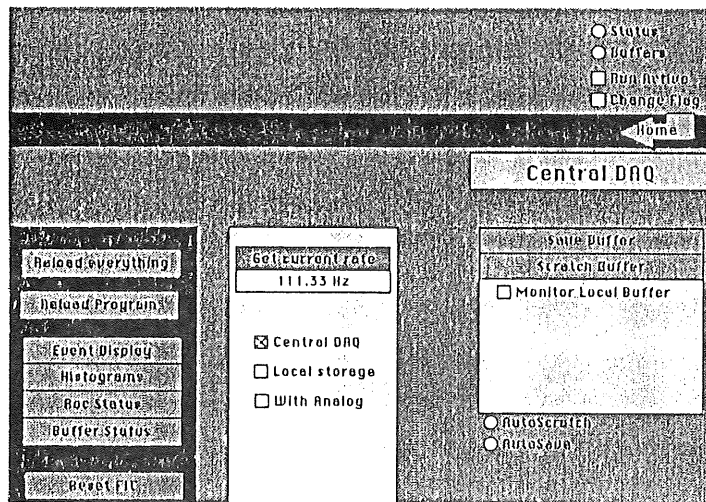 Status
Buffers
Run Active
Change Flag
Home
Central DAQ
Reload everything
Reload Programs
Event Display
Histograms
Roc Status
Buffer Status
Reset FIC
Get current rate
111.33 Hz
Central DAQ
Local storage
With Analog
Save Buffer
Scratch Buffer
Monitor Local Buffer
AutoScratch
AutoSave